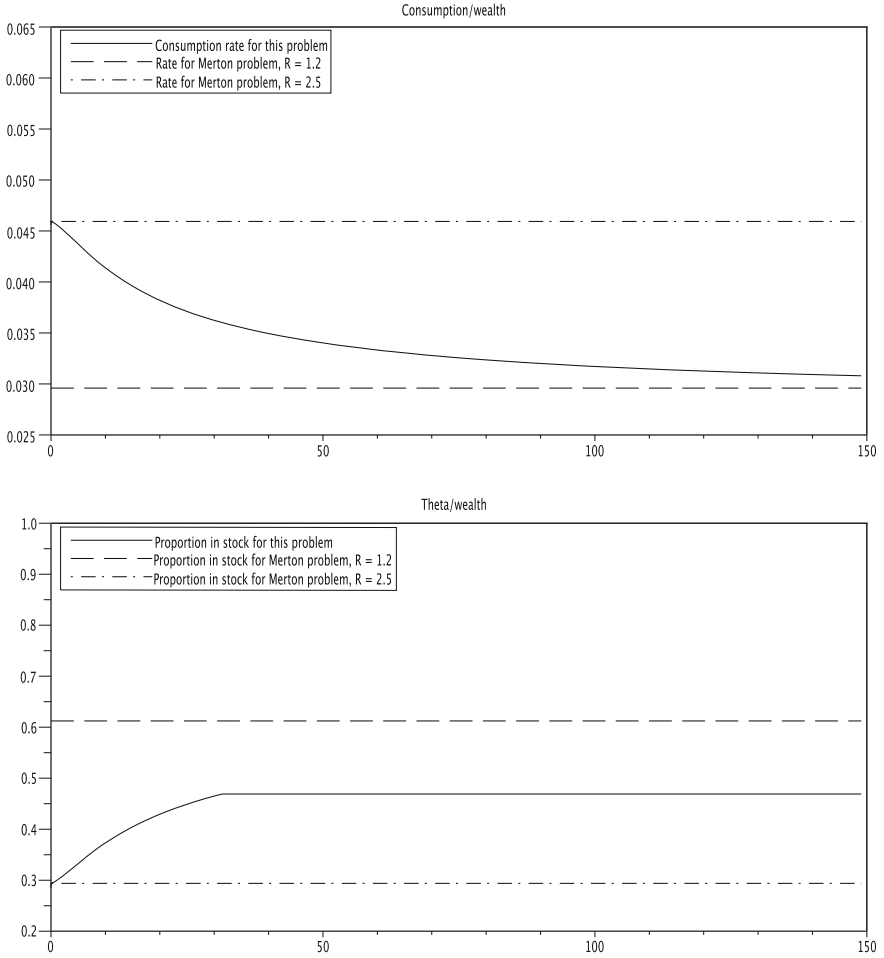 Consumption/wealth
0.065
Consumption rate for this problem
Rate for Merton problem, R = 1.2
Rate for Merton problem, R = 2.5
0.060
0.055
0.050
0.045
0.040
0.035
0.030
0.025
0 50 100 150
Theta/wealth
1.0
Proportion in stock for this problem
Proportion in stock for Merton problem, R = 1.2
Proportion in stock for Merton problem, R = 2.5
0.9
0.8
0.7
0.6
0.5
0.4
0.3
0.2
0 50 100 150